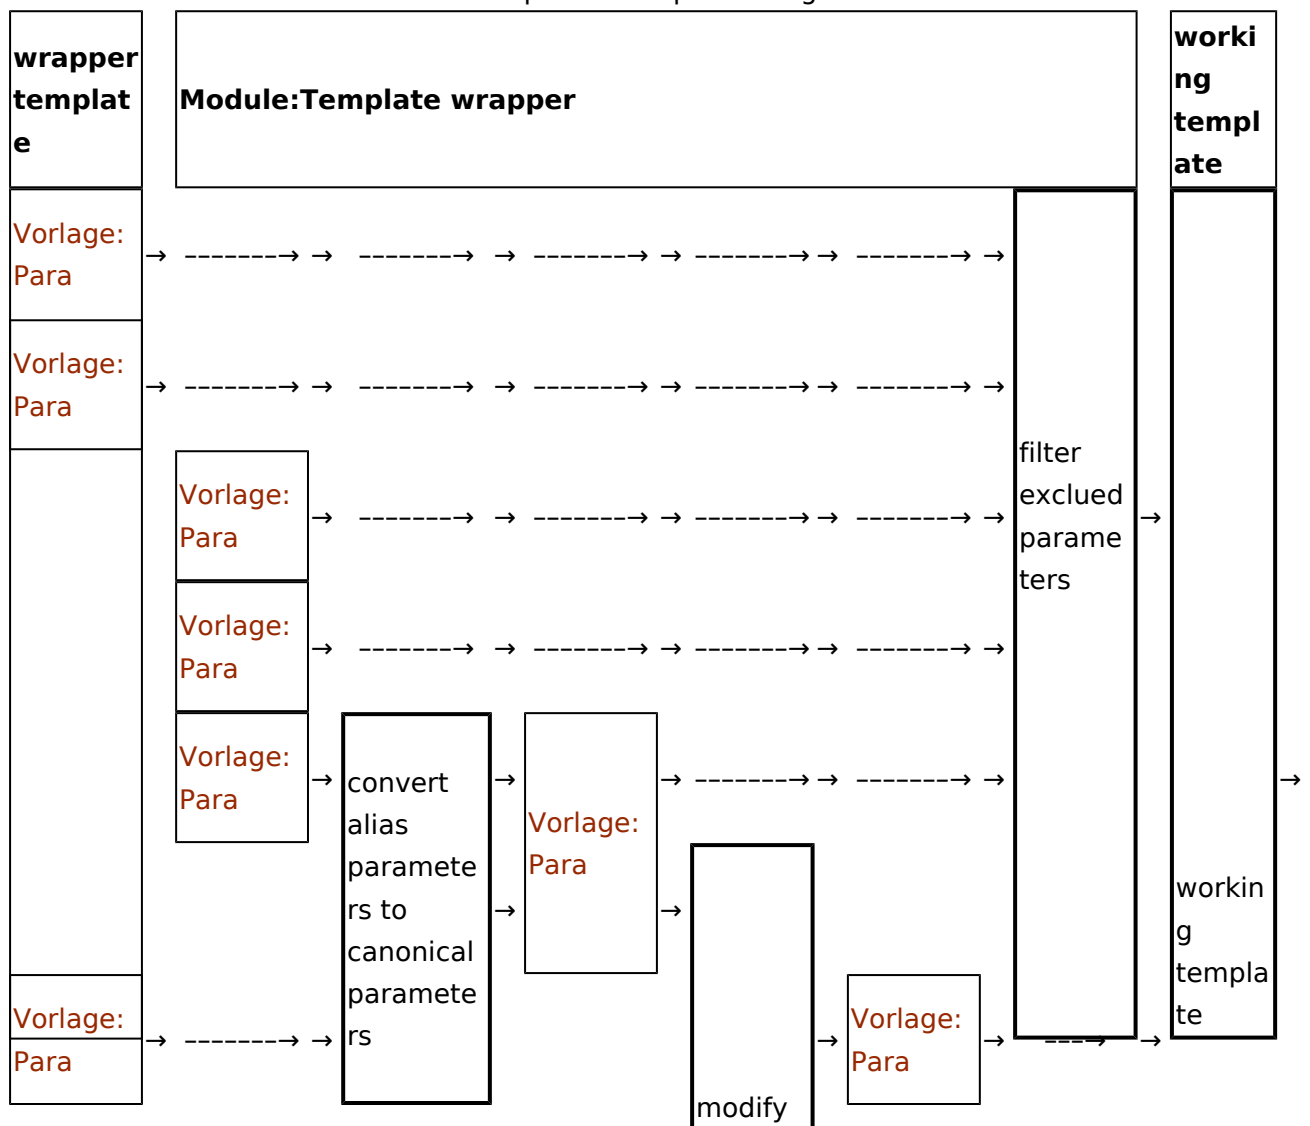 wrapper
templat
e
Module:Template wrapper
worki
ng
templ
ate
Vorlage:
Para
→ -------→ → -------→ → -------→ → -------→ → -------→ →
Vorlage:
Para
→ -------→ → -------→ → -------→ → -------→ → -------→ →
Vorlage:
Para
→ -------→ → -------→ → -------→ → -------→ →
filter
exclued
parame
ters
→
Vorlage:
Para
→ -------→ → -------→ → -------→ → -------→ →
Vorlage:
Para
→
convert
alias
paramete
rs to
canonical
paramete
rs
→
Vorlage:
Para
→ -------→ → -------→ →
→
→
workin
g
templa
te
→
Vorlage:
Para
→ -------→ →
modify
→
Vorlage:
Para
→ ---→ →